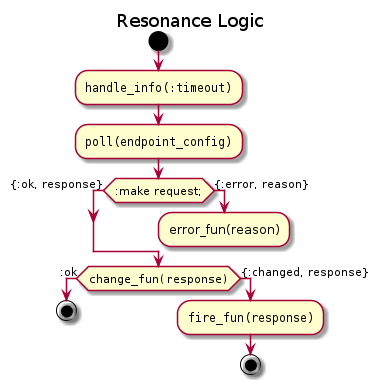 Resonance Logic
handle_info(:timeout)
poll(endpoint_config)
{:ok, response}
:make request;
{:error, reason}
error_fun(reason)
:ok
change_fun(response)
{:changed, response}
fire_fun(response)